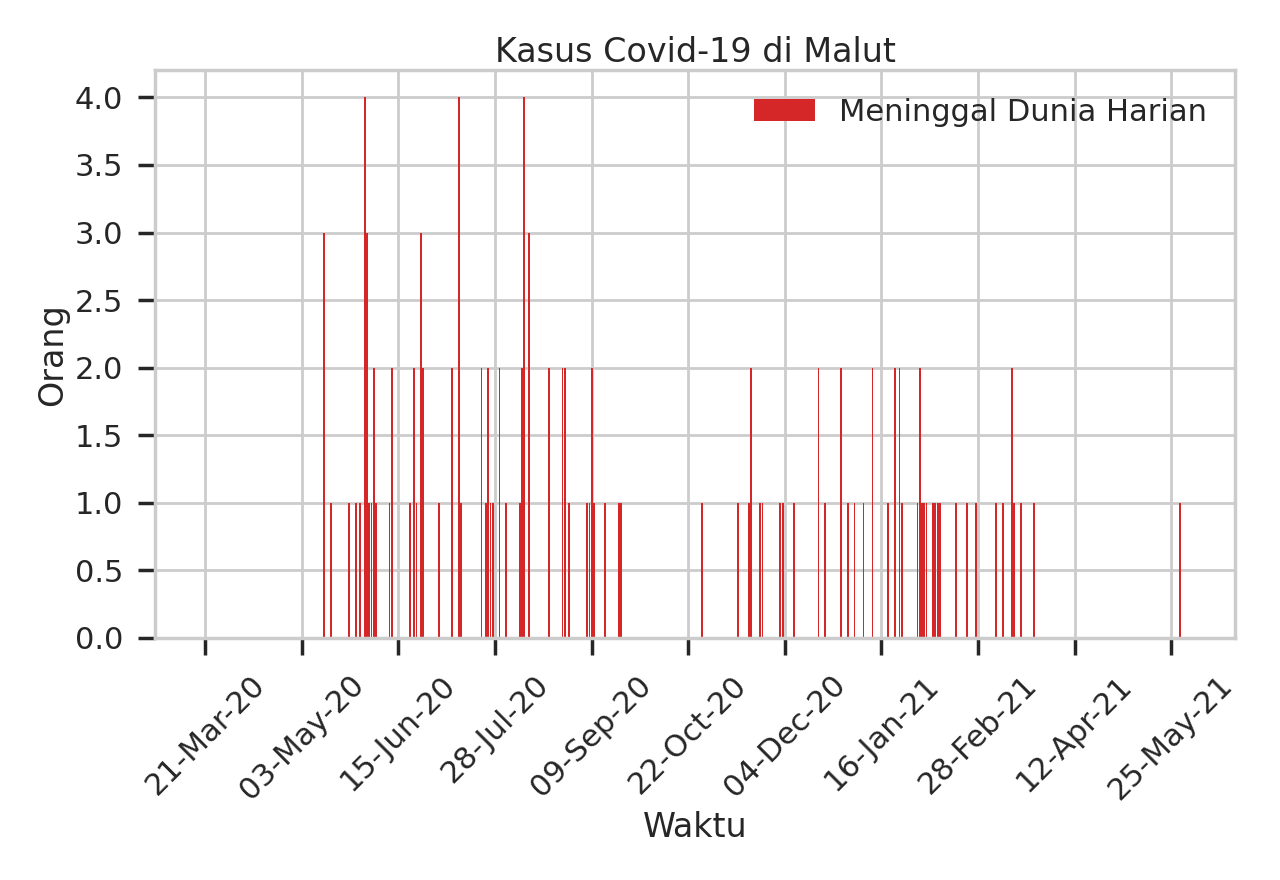 Kasus Covid-19 di Malut
Meninggal Dunia Harian
Orang
4.0
3.5
3.0
2.5
2.0
1.5
1.0
0.5
0.0
21-Mar-20
03-May-20
15-Jun-20
28-Jul-20
09-Sep-20
22-Oct-20
04-Dec-20
16-Jan-21
28-Feb-21
12-Apr-21
25-May-21
Waktu